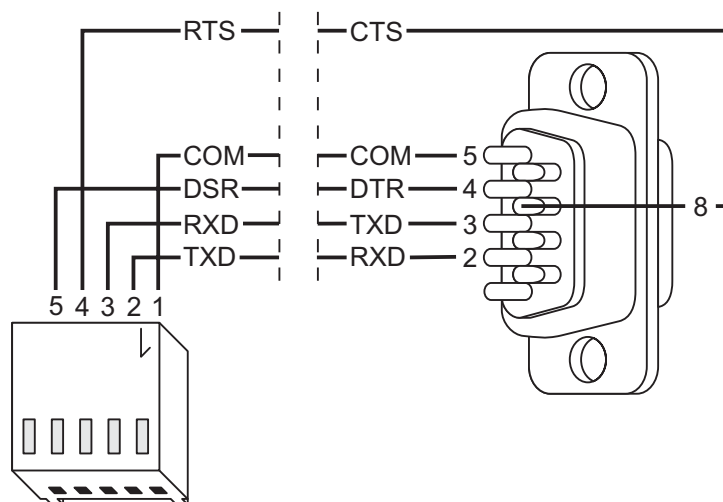 RTS CTS
COM COM 5
DSR DTR 4
8
RXD TXD 3
TXD RXD 2
5 4 3 2 1